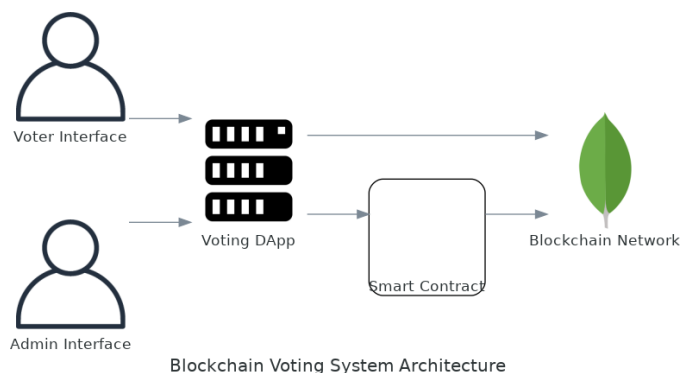 Voter Interface
Voting DApp
Blockchain Network
Smart Contract
Admin Interface
Blockchain Voting System Architecture